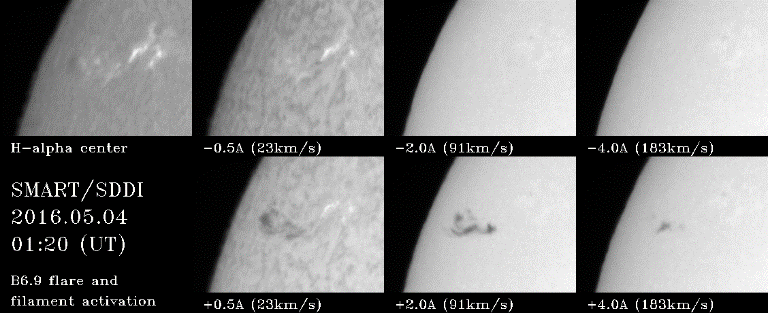 H-alpha center
-0.5A (23km/s)
-2.0A (91km/s)
-4.0A (183km/s)
SMART/SDDI
2016.05.04
01:20 (UT)
B6.9 flare and
filament activation
+0.5A (23km/s)
+2.0A (91km/s)
+4.0A (183km/s)